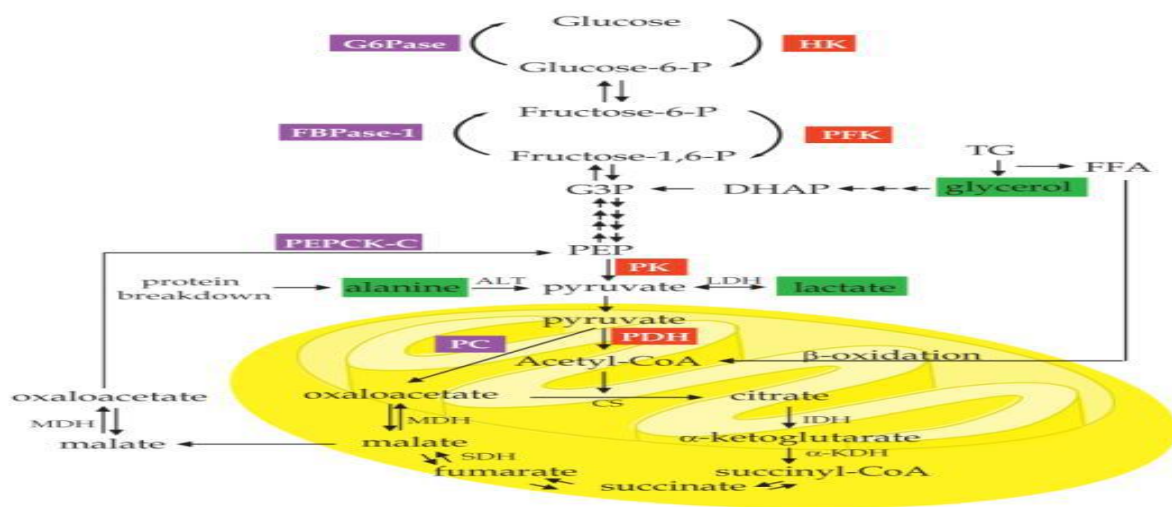 Glucose
G6Pase
HK
Glucose-6-P
Fructose-6-P
FBPase-1
PFK
Fructose-1,6-P
TG
FFA
G3P
DHAP
glycerol
PEPCK-C
PEP
PK
protein
breakdown
alanine
ALT
pyruvate
LDH
lactate
pyruvate
PC
PDH
Acetyl-CoA
β-oxidation
oxaloacetate
oxaloacetate
CS
citrate
MDH
MDH
IDH
malate
malate
α-ketoglutarate
SDH
α-KDH
fumarate
succinyl-CoA
succinate